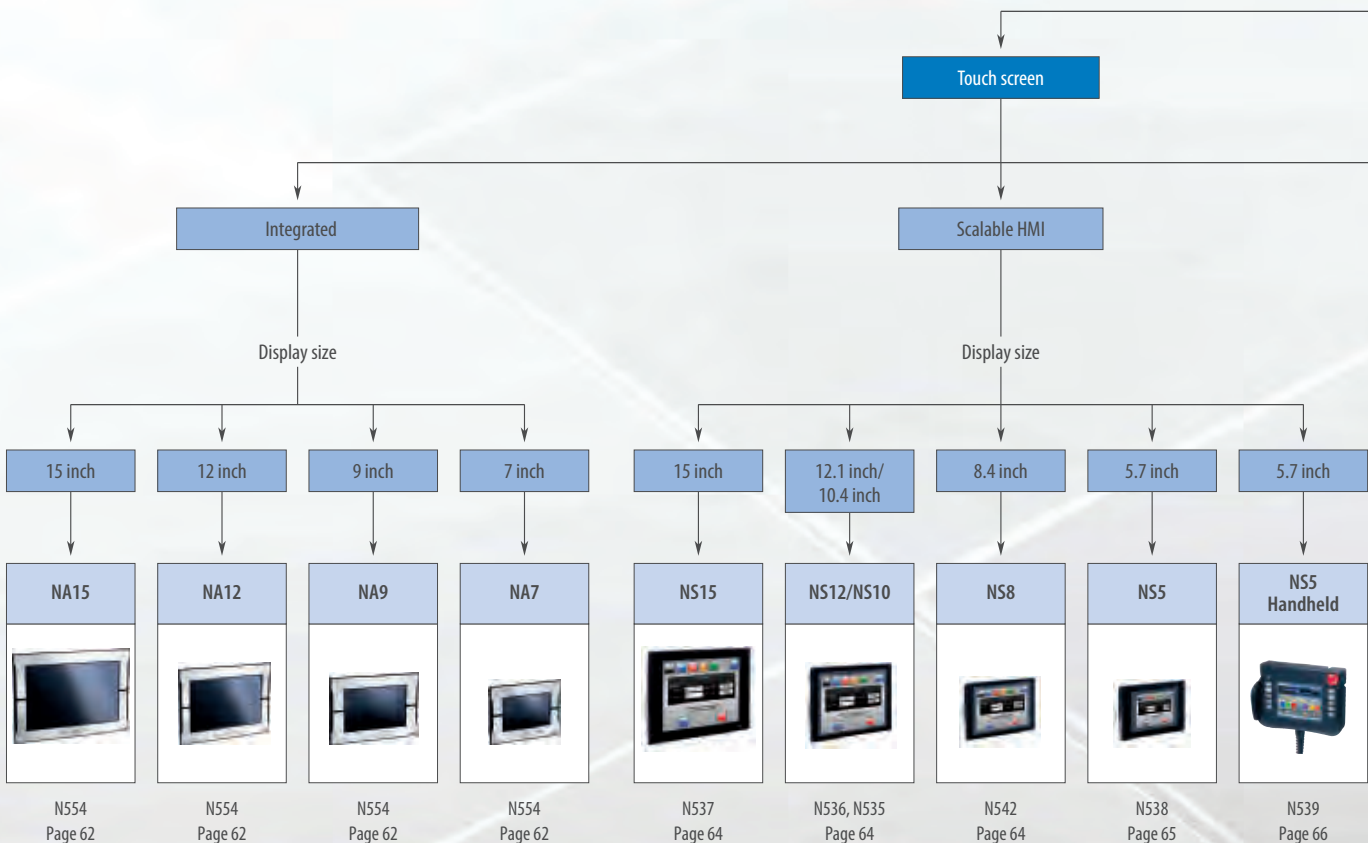 Touch screen
Integrated
Scalable HMI
Display size
Display size
15 inch
12 inch
9 inch
7 inch
15 inch
12.1 inch/
10.4 inch
8.4 inch
5.7 inch
5.7 inch
NA15
NA12
NA9
NA7
NS15
NS12/NS10
NS8
NS5
NS5
Handheld
N554
Page 62
N554
Page 62
N554
Page 62
N554
Page 62
N537
Page 64
N536, N535
Page 64
N542
Page 64
N538
Page 65
N539
Page 66